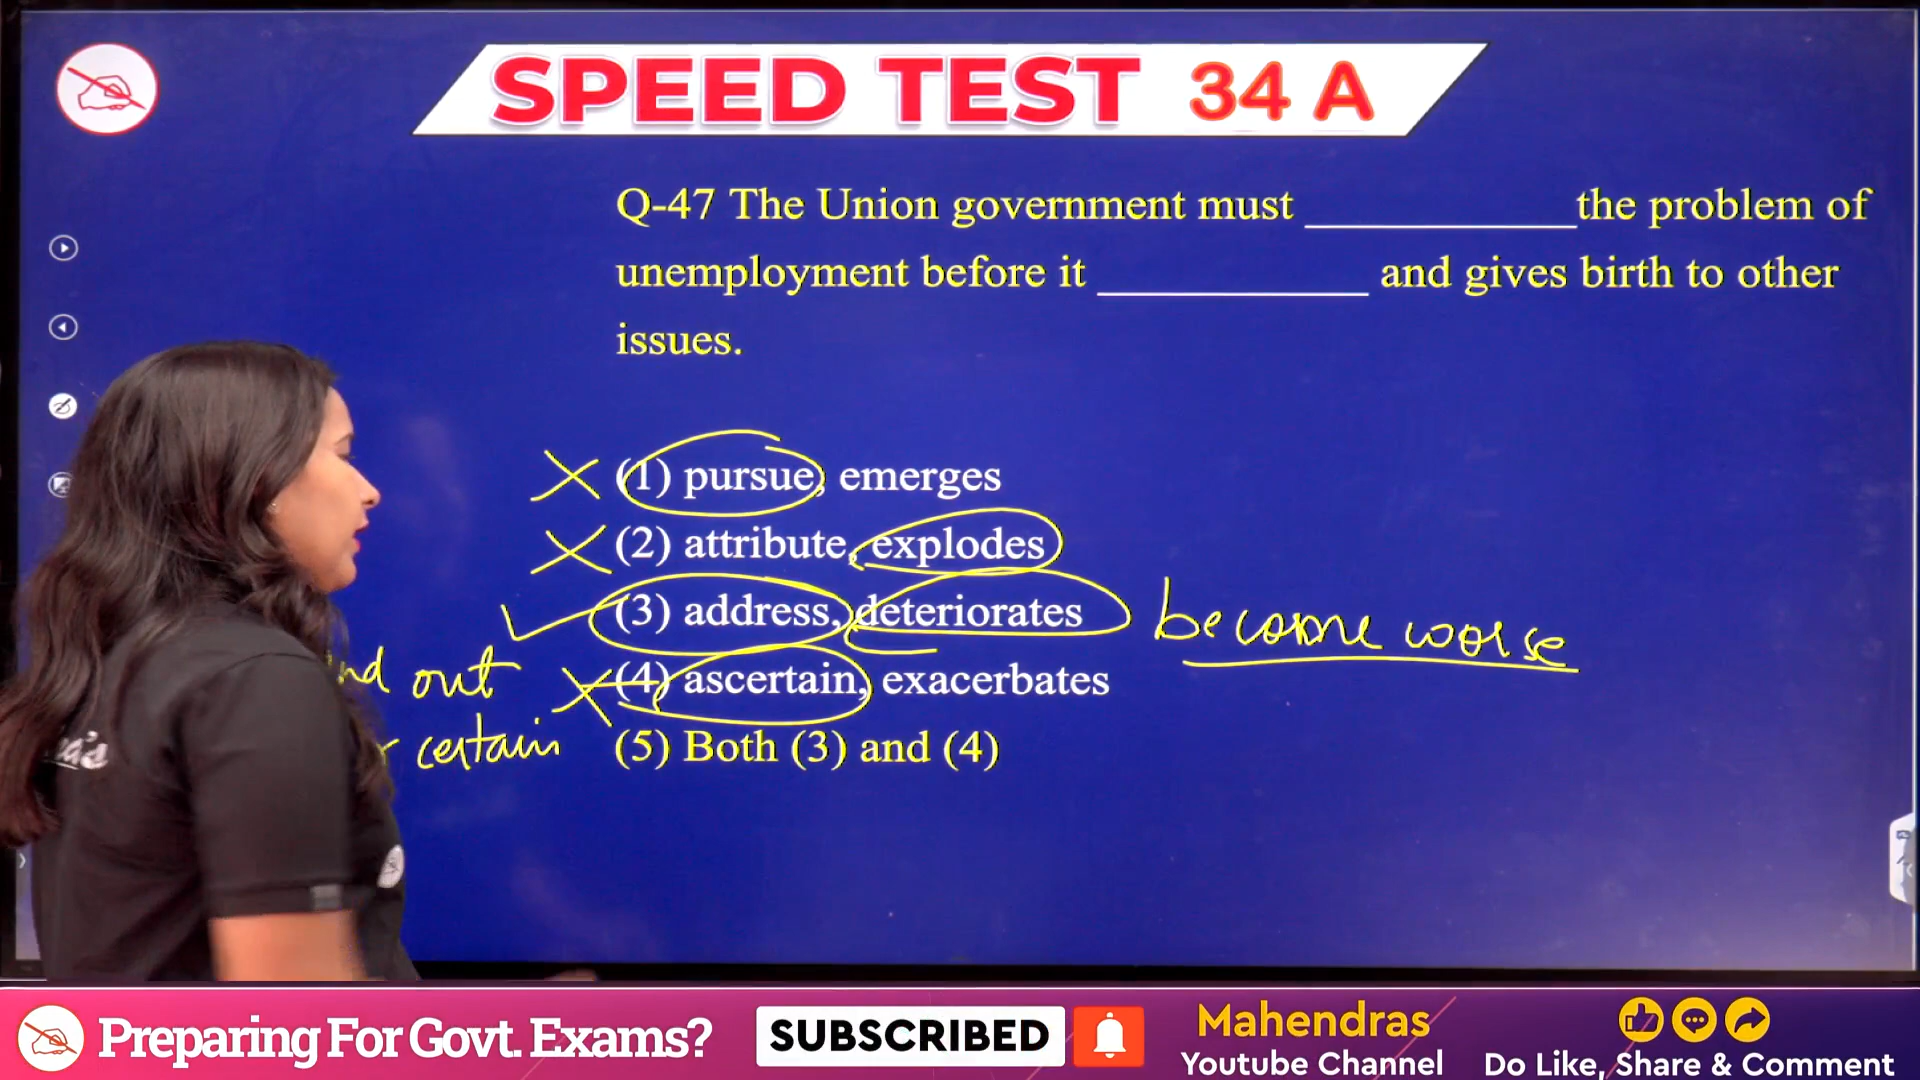 SPEED TEST 34 A
Q-47 The Union government must ____________ the problem of
unemployment before it ____________ and gives birth to other
issues.
(1) pursue, emerges
(2) attribute, explodes
(3) address, deteriorates
become worse
out
(4) ascertain, exacerbates
certain
(5) Both (3) and (4)
Preparing For Govt. Exams?
SUBSCRIBED
Mahendras
Youtube Channel
Do Like, Share & Comment